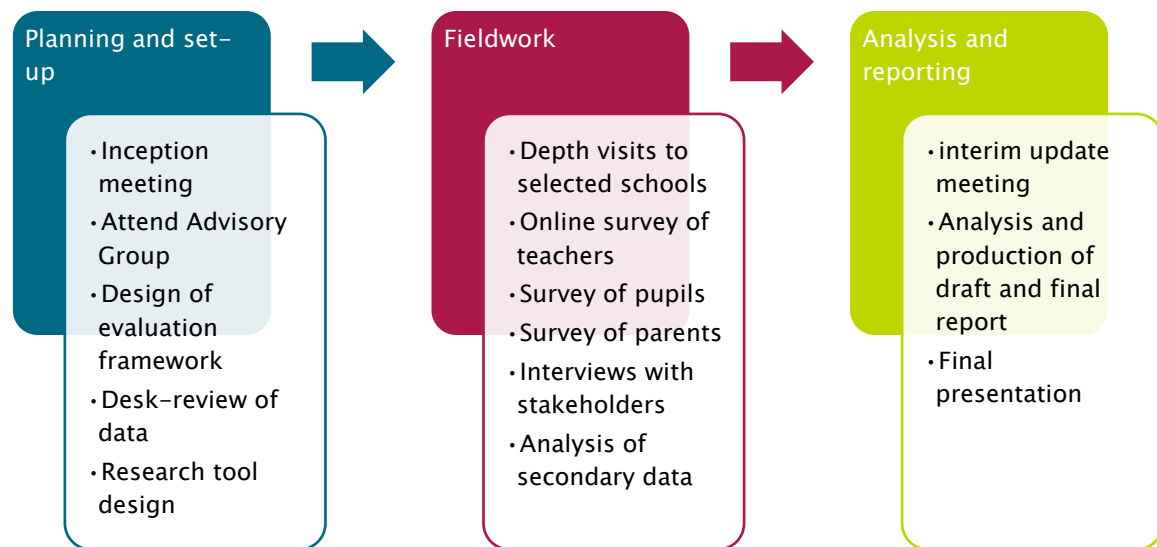 Planning and set-
up
·Inception
meeting
·Attend Advisory
Group
·Design of
evaluation
framework
·Desk-review of
data
·Research tool
design
Fieldwork
·Depth visits to
selected schools
·Online survey of
teachers
·Survey of pupils
·Survey of parents
·Interviews with
stakeholders
·Analysis of
secondary data
Analysis and
reporting
·interim update
meeting
·Analysis and
production of
draft and final
report
·Final
presentation